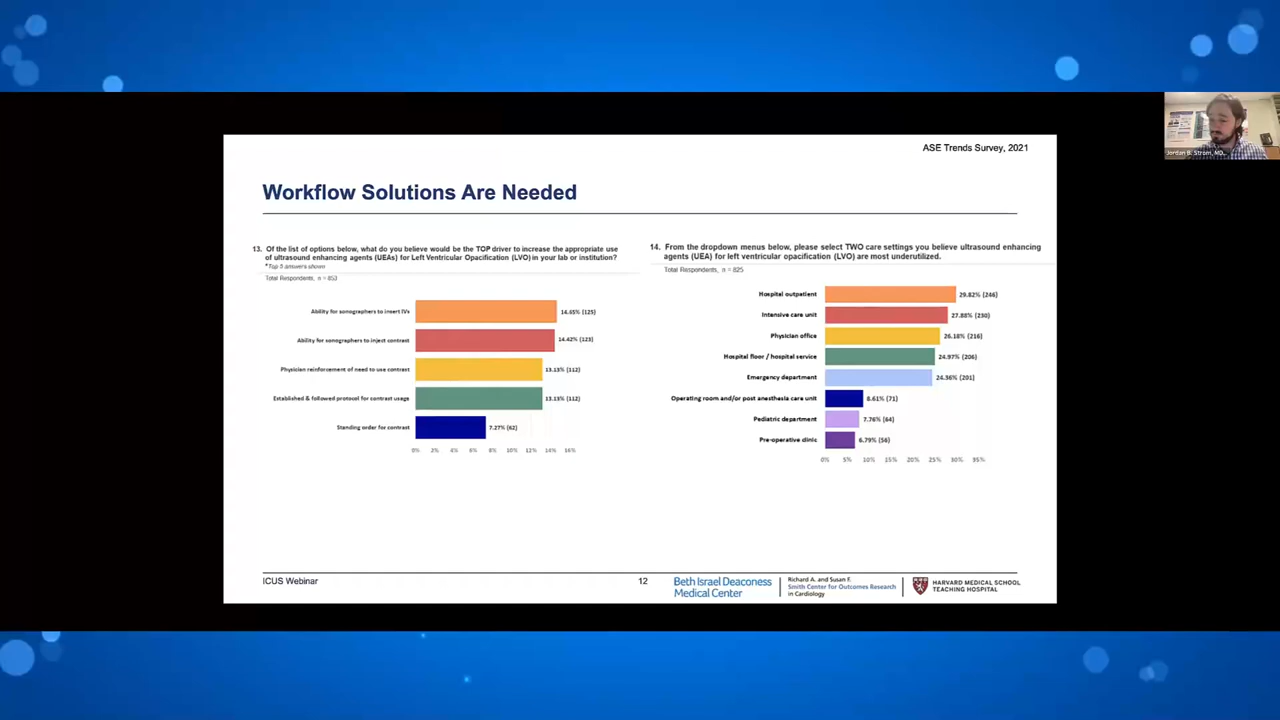 ASE Trends Survey, 2021
Jordan B. Strom, MD...
Workflow Solutions Are Needed
13. Of the list of options below, what do you believe would be the TOP driver to increase the appropriate use
of ultrasound enhancing agents (UEAs) for Left Ventricular Opacification (LVO) in your lab or institution?
*Top 5 answers shown
Total Respondents, n = 853
Ability for sonographers to insert IVs 14.65% (125)
Ability for sonographers to inject contrast 14.42% (123)
Physician reinforcement of need to use contrast 13.13% (112)
Established & followed protocol for contrast usage 13.13% (112)
Standing order for contrast 7.27% (62)
0% 2% 4% 6% 8% 10% 12% 14% 16%
14. From the dropdown menus below, please select TWO care settings you believe ultrasound enhancing
agents (UEA) for left ventricular opacification (LVO) are most underutilized.
Total Respondents, n = 825
Hospital outpatient 29.82% (246)
Intensive care unit 27.88% (230)
Physician office 26.18% (216)
Hospital floor / hospital service 24.97% (206)
Emergency department 24.36% (201)
Operating room and/or post anesthesia care unit 8.61% (71)
Pediatric department 7.76% (64)
Pre-operative clinic 6.79% (56)
0% 5% 10% 15% 20% 25% 30% 35%
ICUS Webinar
12
Beth Israel Deaconess
Medical Center
Richard A. and Susan F.
Smith Center for Outcomes Research
in Cardiology
HARVARD MEDICAL SCHOOL
TEACHING HOSPITAL